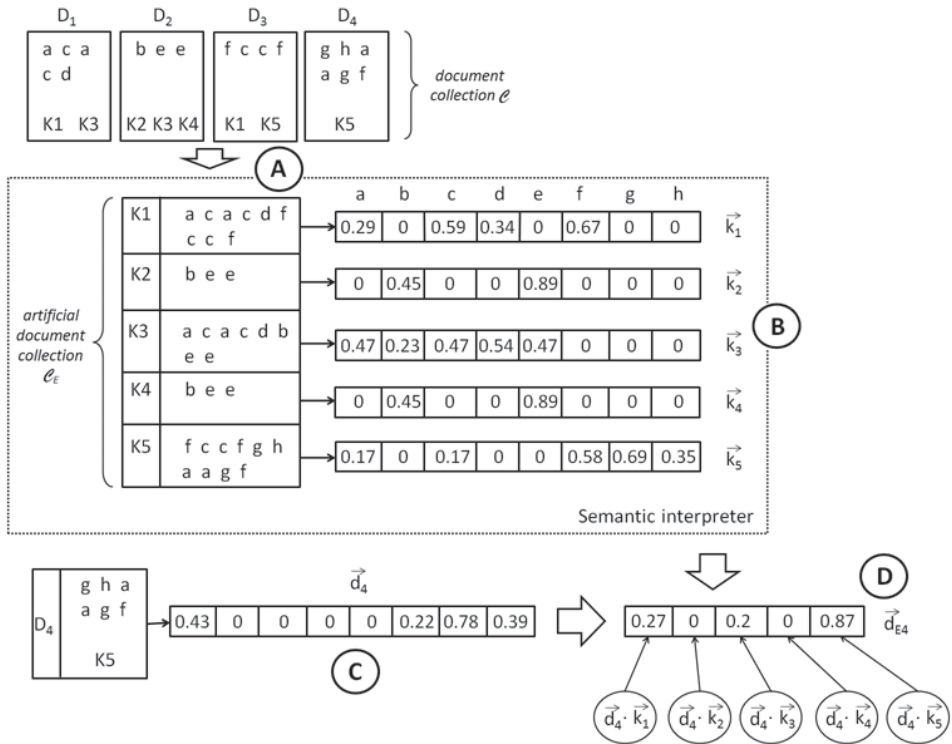 D1 D2 D3 D4
a c a b e e f c c f g h a
c d a g f
K1 K3 K2 K3 K4 K1 K5 K5
document
collection 𝒞
A
a b c d e f g h
K1 a c a c d f
c c f
0.29 0 0.59 0.34 0 0.67 0 0 k1
K2 b e e
0 0.45 0 0 0.89 0 0 0 k2
B
artificial
document
collection
𝒞E
K3 a c a c d b
e e
0.47 0.23 0.47 0.54 0.47 0 0 0 k3
K4 b e e
0 0.45 0 0 0.89 0 0 0 k4
K5 f c c f g h
a a g f
0.17 0 0.17 0 0 0.58 0.69 0.35 k5
Semantic interpreter
D
D4 g h a
a g f
K5
d4
0.43 0 0 0 0 0.22 0.78 0.39
0.27 0 0.2 0 0.87 dE4
C
d4· k1 d4· k2 d4· k3 d4· k4 d4· k5